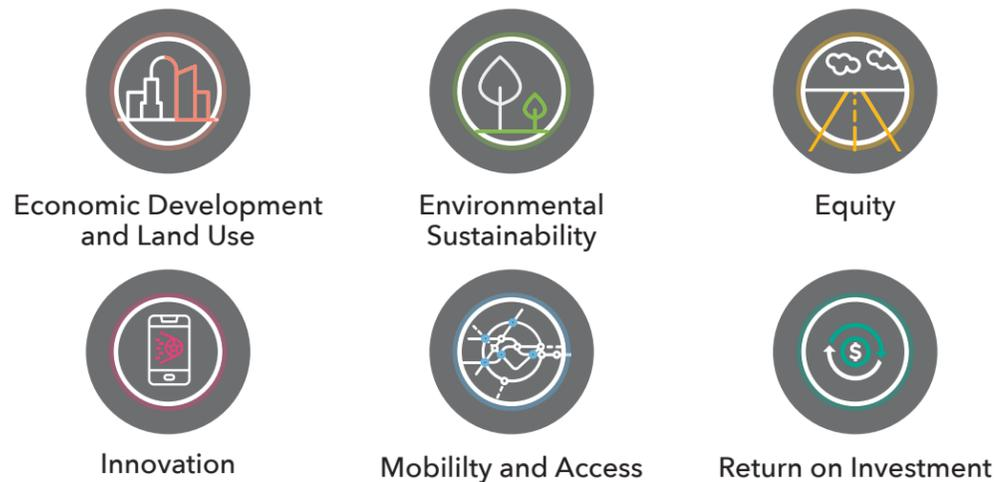 Economic Development
and Land Use
Environmental
Sustainability
Equity
$
Innovation
Mobililty and Access
Return on Investment